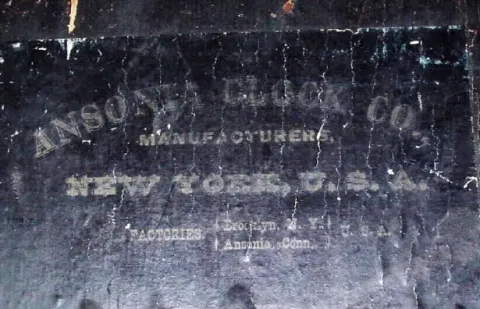 ANSONIA CLOCK CO.,
MANUFACTURERS,
NEW YORK, U.S.A.
FACTORIES Brooklyn, N.Y. U.S.A.
Ansonia, Conn.